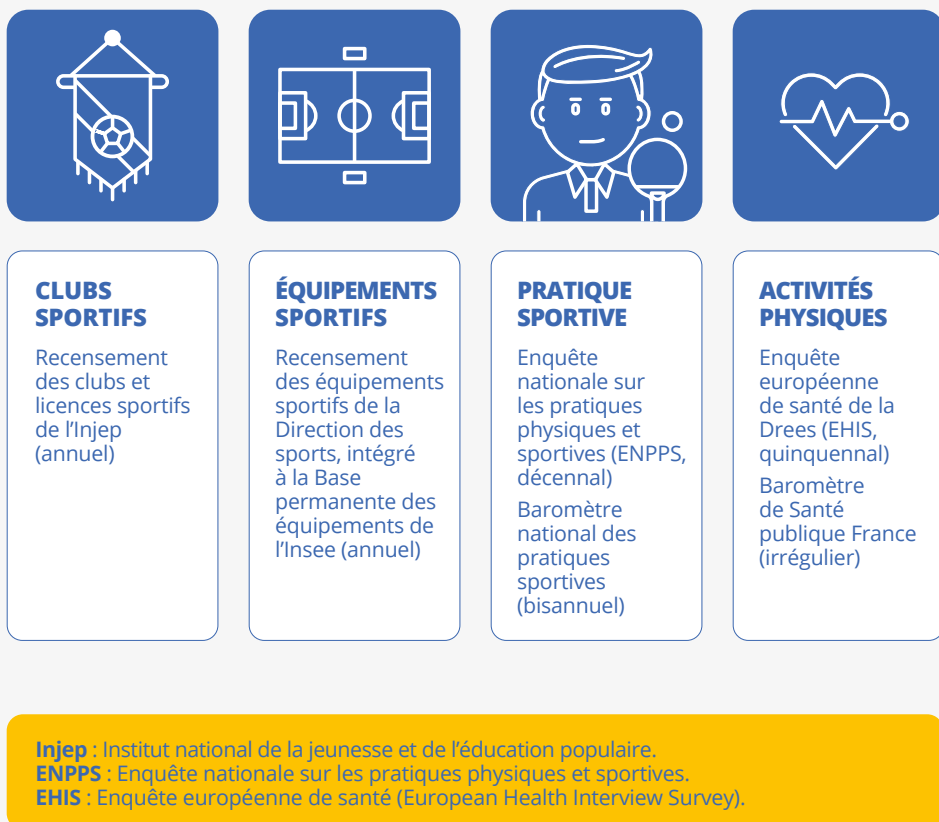 CLUBS
SPORTIFS
Recensement
des clubs et
licences sportifs
de l’Injep
(annuel)
ÉQUIPEMENTS
SPORTIFS
Recensement
des équipements
sportifs de la
Direction des
sports, intégré
à la Base
permanente des
équipements de
l’Insee (annuel)
PRATIQUE
SPORTIVE
Enquête
nationale sur
les pratiques
physiques et
sportives (ENPPS,
décennal)
Baromètre
national des
pratiques
sportives
(bisannuel)
ACTIVITÉS
PHYSIQUES
Enquête
européenne
de santé de la
Drees (EHIS,
quinquennal)
Baromètre
de Santé
publique France
(irrégulier)
Injep : Institut national de la jeunesse et de l’éducation populaire.
ENPPS : Enquête nationale sur les pratiques physiques et sportives.
EHIS : Enquête européenne de santé (European Health Interview Survey).